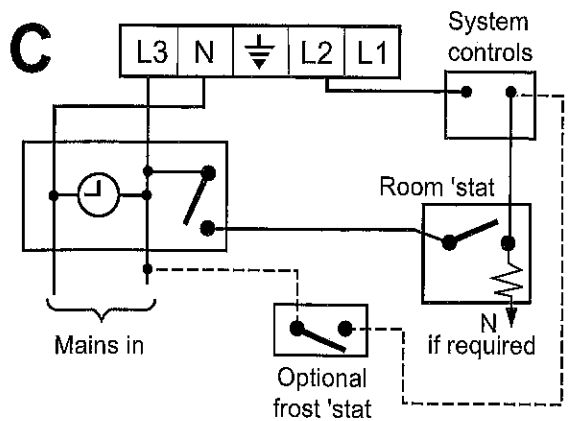 C
L3 N L2 L1
System
controls
Room 'stat
N
if required
Mains in
Optional
frost 'stat